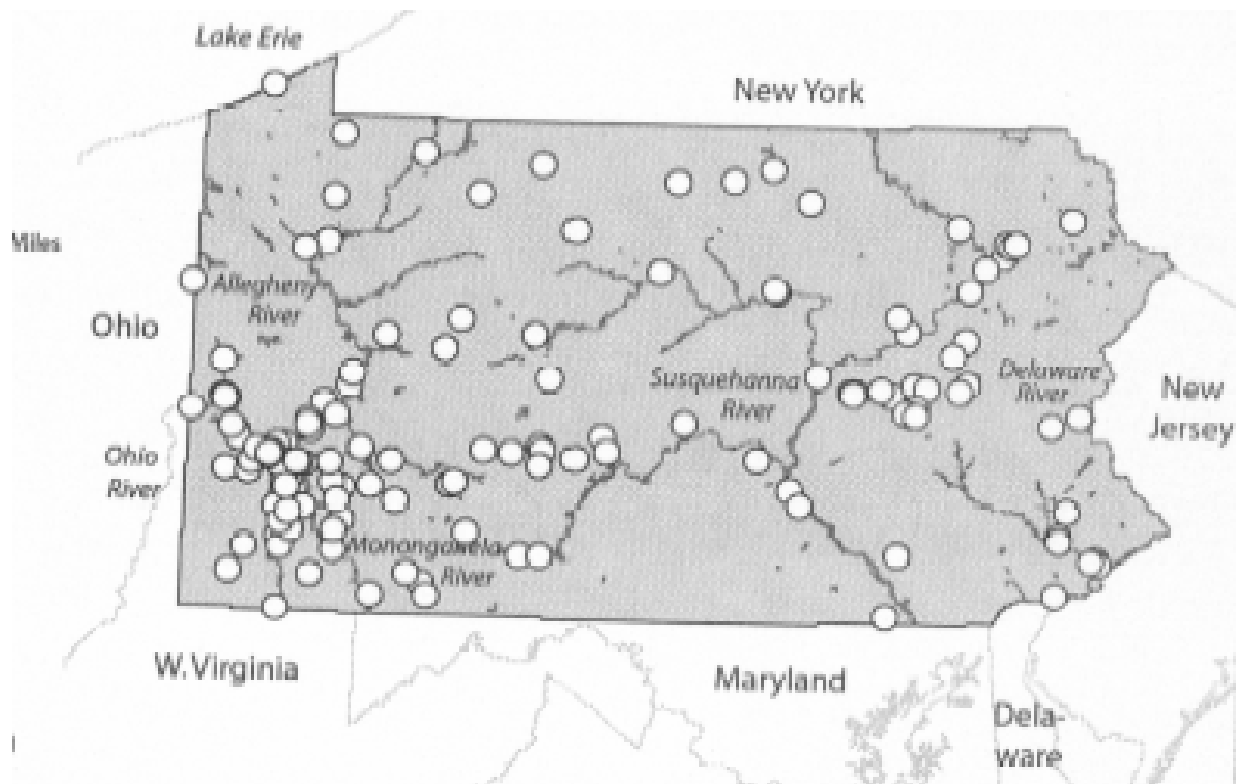 Lake Erie
New York
Miles
Allegheny
River
Ohio
Susquehanna
River
Delaware
River
New
Jersey
Ohio
River
Monongahela
River
W.Virginia
Maryland
Dela-
ware